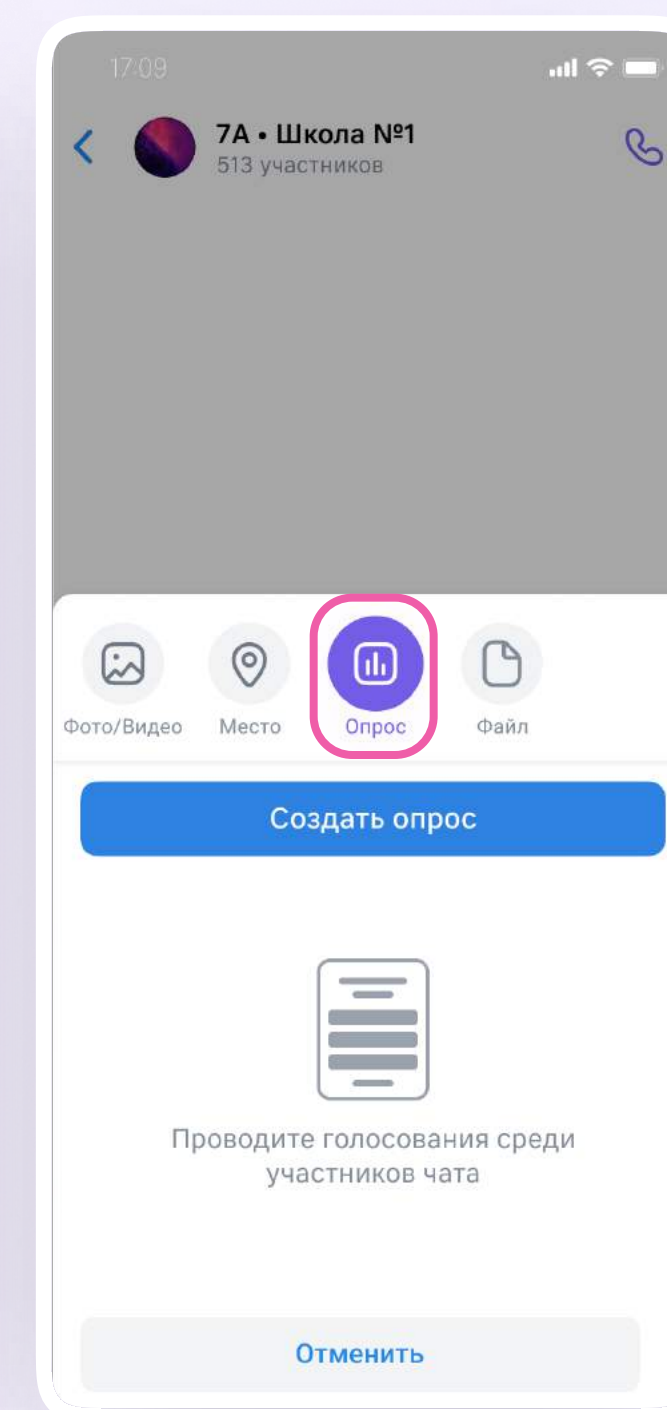 17:09
7А • Школа №1
513 участников
Фото/Видео
Место
Опрос
Файл
Создать опрос
Проводите голосования среди
участников чата
Отменить